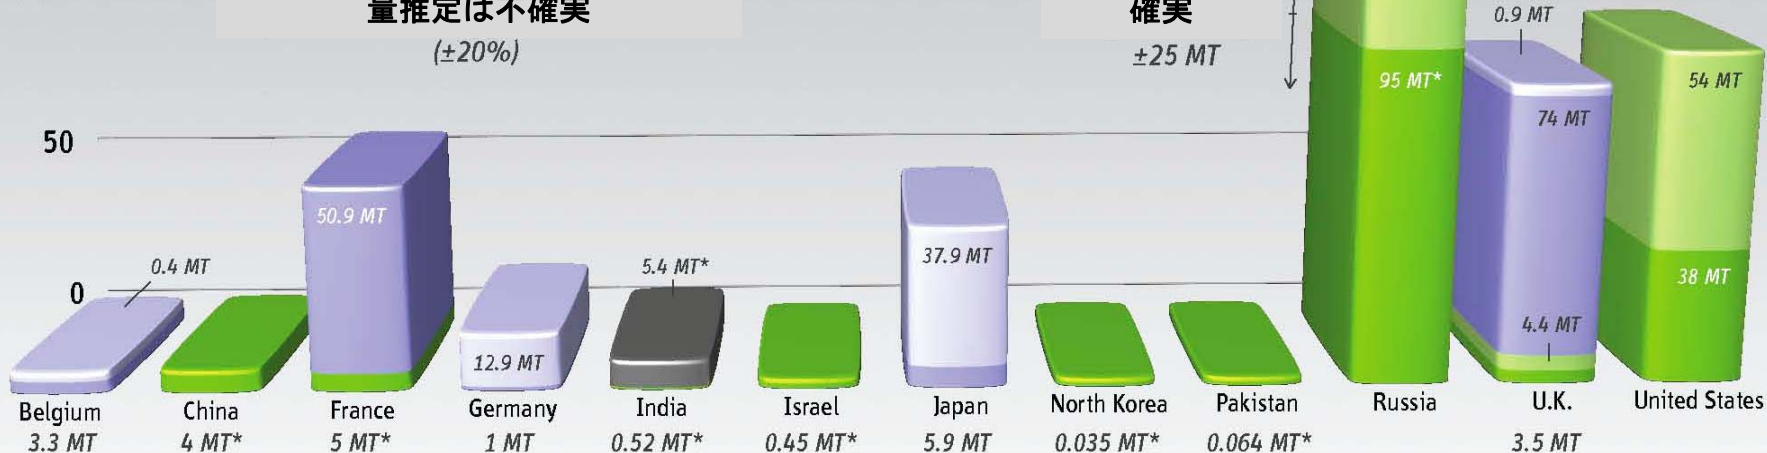 量推定は不確実
(±20%)
確実
±25 MT
0.9 MT
95 MT*
54 MT
74 MT
50
50.9 MT
37.9 MT
0.4 MT
5.4 MT*
38 MT
0
4.4 MT
12.9 MT
Belgium China France Germany India Israel Japan North Korea Pakistan Russia U.K. United States
3.3 MT 4 MT* 5 MT* 1 MT 0.52 MT* 0.45 MT* 5.9 MT 0.035 MT* 0.064 MT* 3.5 MT